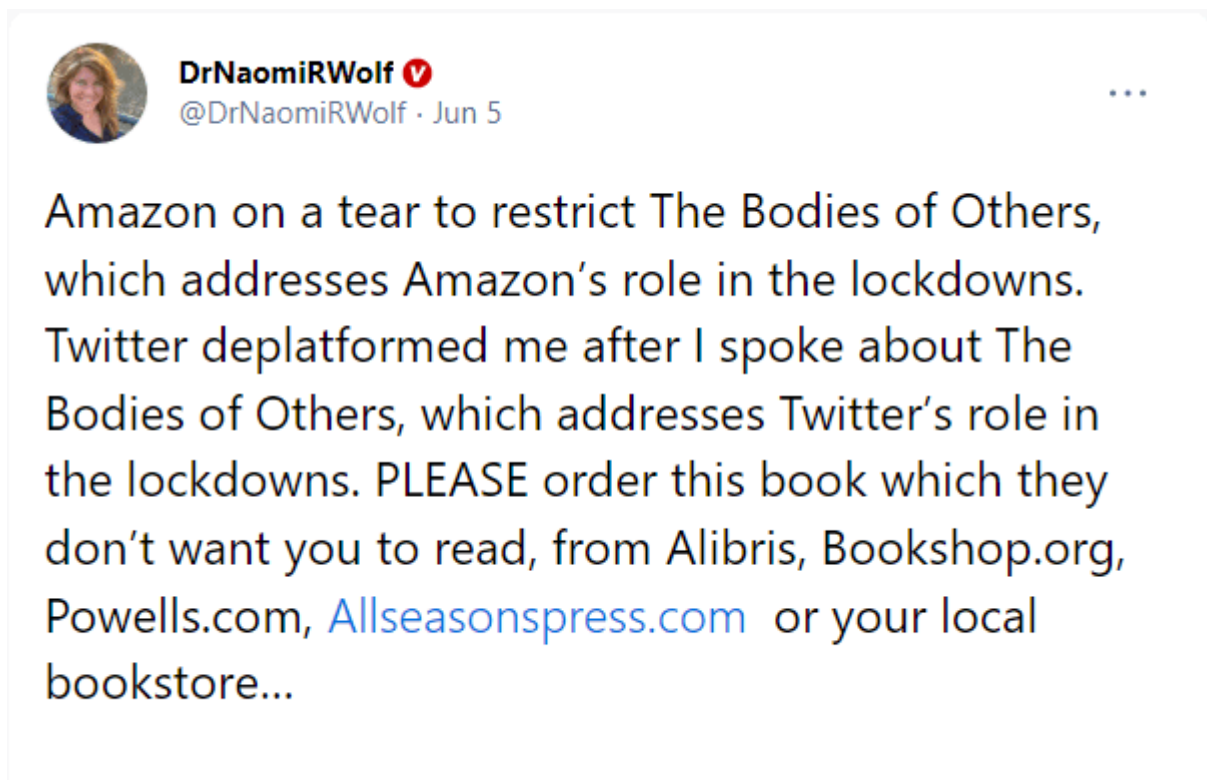 DrNaomiRWolf
@DrNaomiRWolf · Jun 5
Amazon on a tear to restrict The Bodies of Others,
which addresses Amazon’s role in the lockdowns.
Twitter deplatformed me after I spoke about The
Bodies of Others, which addresses Twitter’s role in
the lockdowns. PLEASE order this book which they
don’t want you to read, from Alibris, Bookshop.org,
Powells.com, Allseasonspress.com or your local
bookstore...